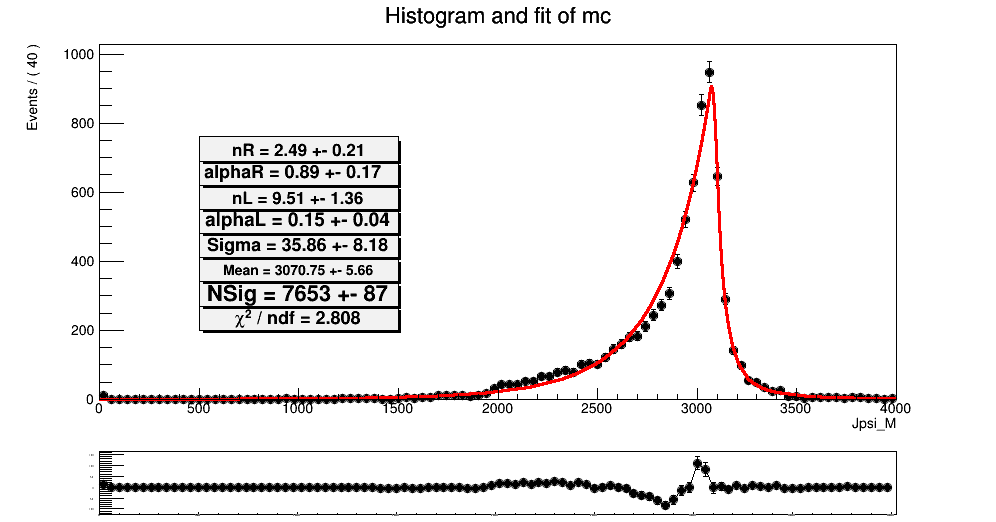 Histogram and fit of mc
Events / ( 40 )
1000
800
600
400
200
0
nR = 2.49 +- 0.21
alphaR = 0.89 +- 0.17
nL = 9.51 +- 1.36
alphaL = 0.15 +- 0.04
Sigma = 35.86 +- 8.18
Mean = 3070.75 +- 5.66
NSig = 7653 +- 87
χ² / ndf = 2.808
0 500 1000 1500 2000 2500 3000 3500 4000
Jpsi_M